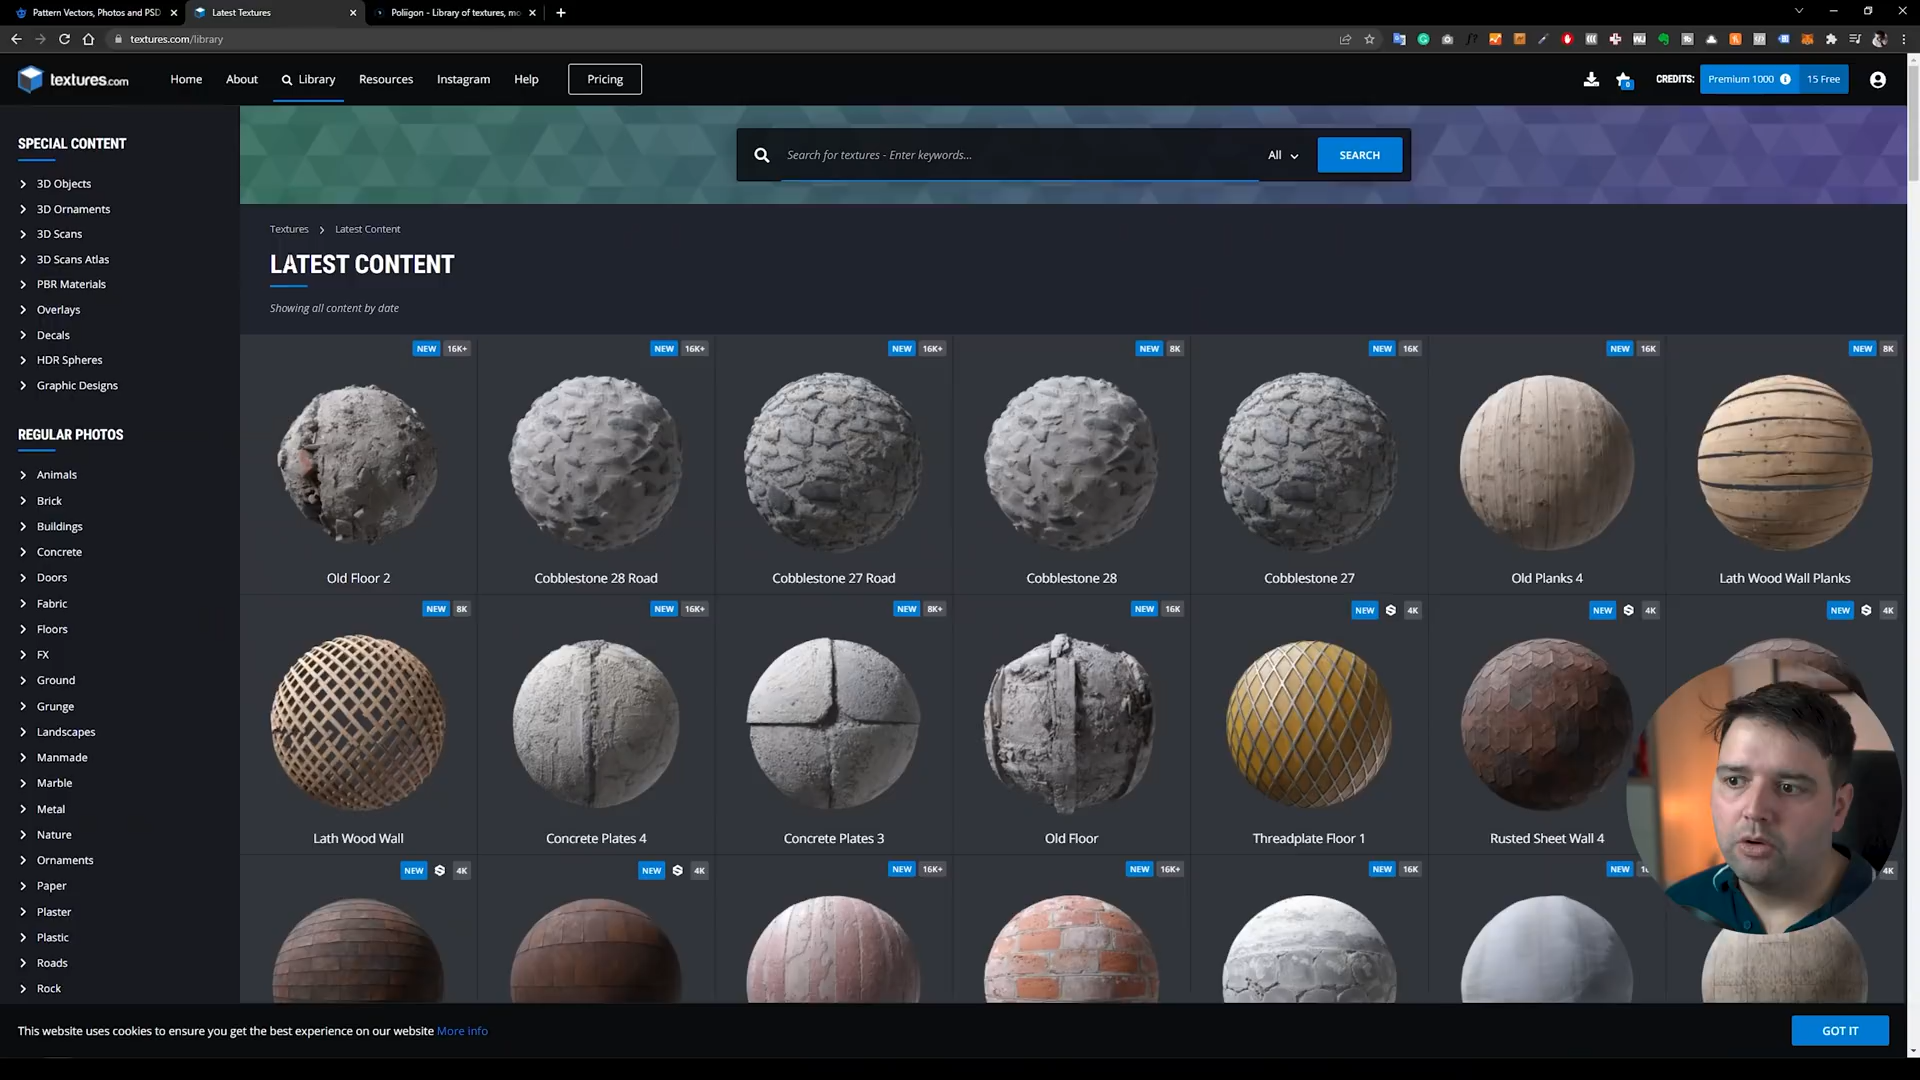 Pattern Vectors, Photos and PSD
Latest Textures
Poliigon - Library of textures, mo
textures.com/library
textures.com
Home
About
Library
Resources
Instagram
Help
Pricing
CREDITS:
Premium 1000
15 Free
Search for textures - Enter keywords...
All
SEARCH
SPECIAL CONTENT
3D Objects
3D Ornaments
3D Scans
3D Scans Atlas
PBR Materials
Overlays
Decals
HDR Spheres
Graphic Designs
REGULAR PHOTOS
Animals
Brick
Buildings
Concrete
Doors
Fabric
Floors
FX
Ground
Grunge
Landscapes
Manmade
Marble
Metal
Nature
Ornaments
Paper
Plaster
Plastic
Roads
Rock
Textures
Latest Content
LATEST CONTENT
Showing all content by date
NEW 16K+
NEW 16K+
NEW 16K+
NEW 8K
NEW 16K
NEW 16K
NEW 8K
Old Floor 2
Cobblestone 28 Road
Cobblestone 27 Road
Cobblestone 28
Cobblestone 27
Old Planks 4
Lath Wood Wall Planks
NEW 8K
NEW 16K+
NEW 8K+
NEW 16K
NEW 4K
NEW 4K
NEW 4K
Lath Wood Wall
Concrete Plates 4
Concrete Plates 3
Old Floor
Threadplate Floor 1
Rusted Sheet Wall 4
NEW 4K
NEW 4K
NEW 16K+
NEW 16K+
NEW 16K
NEW
4K
This website uses cookies to ensure you get the best experience on our website More info
GOT IT